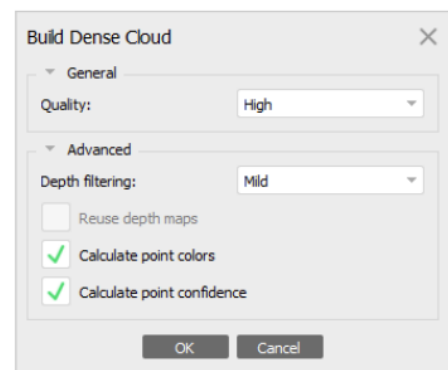 Build Dense Cloud
General
Quality: High
Advanced
Depth filtering: Mild
Reuse depth maps
Calculate point colors
Calculate point confidence
OK Cancel